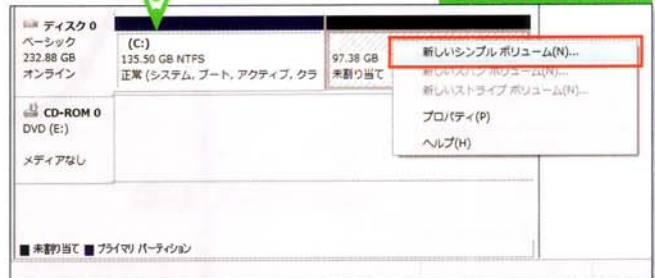 ディスク 0
ベーシック
232.88 GB
オンライン
(C:)
135.50 GB NTFS
正常 (システム, ブート, アクティブ, クラ
97.38 GB
未割り当て
新しいシンプル ボリューム(N)...
新しいスパン ボリューム(N)...
新しいストライプ ボリューム(N)...
プロパティ(P)
ヘルプ(H)
CD-ROM 0
DVD (E:)
メディアなし
未割り当て プライマリ パーティション